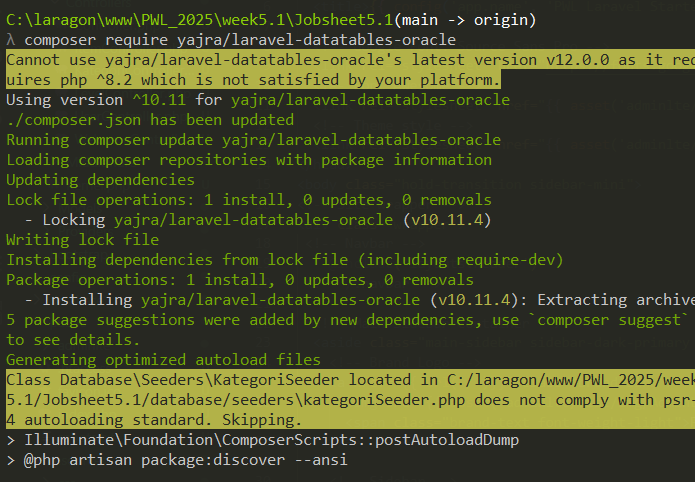 C:\laragon\www\PWL_2025\week5.1\Jobsheet5.1(main -> origin)
λ composer require yajra/laravel-datatables-oracle
Cannot use yajra/laravel-datatables-oracle's latest version v12.0.0 as it req
uires php ^8.2 which is not satisfied by your platform.
Using version ^10.11 for yajra/laravel-datatables-oracle
./composer.json has been updated
Running composer update yajra/laravel-datatables-oracle
Loading composer repositories with package information
Updating dependencies
Lock file operations: 1 install, 0 updates, 0 removals
- Locking yajra/laravel-datatables-oracle (v10.11.4)
Writing lock file
Installing dependencies from lock file (including require-dev)
Package operations: 1 install, 0 updates, 0 removals
- Installing yajra/laravel-datatables-oracle (v10.11.4): Extracting archive
5 package suggestions were added by new dependencies, use `composer suggest`
to see details.
Generating optimized autoload files
Class Database\Seeders\KategoriSeeder located in C:/laragon/www/PWL_2025/week
5.1/Jobsheet5.1/database/seeders\kategoriSeeder.php does not comply with psr-
4 autoloading standard. Skipping.
> Illuminate\Foundation\ComposerScripts::postAutoloadDump
> @php artisan package:discover --ansi